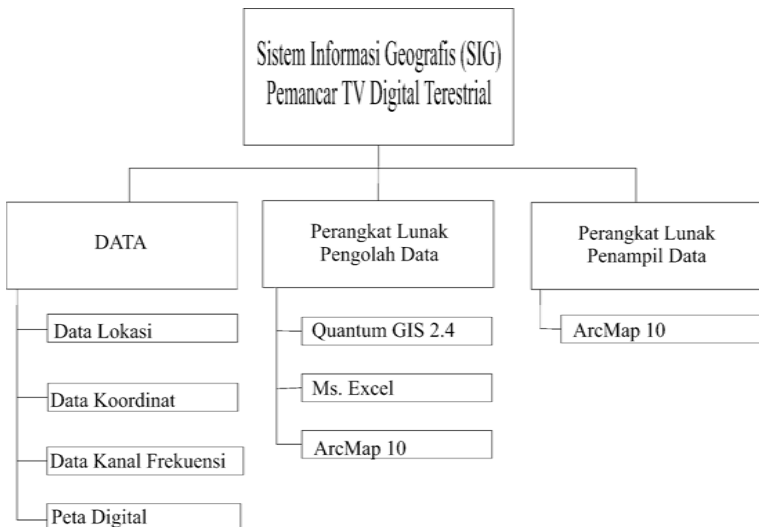 Sistem Informasi Geografis (SIG)
Pemancar TV Digital Terestrial
DATA
Data Lokasi
Data Koordinat
Data Kanal Frekuensi
Peta Digital
Perangkat Lunak
Pengolah Data
Quantum GIS 2.4
Ms. Excel
ArcMap 10
Perangkat Lunak
Penampil Data
ArcMap 10